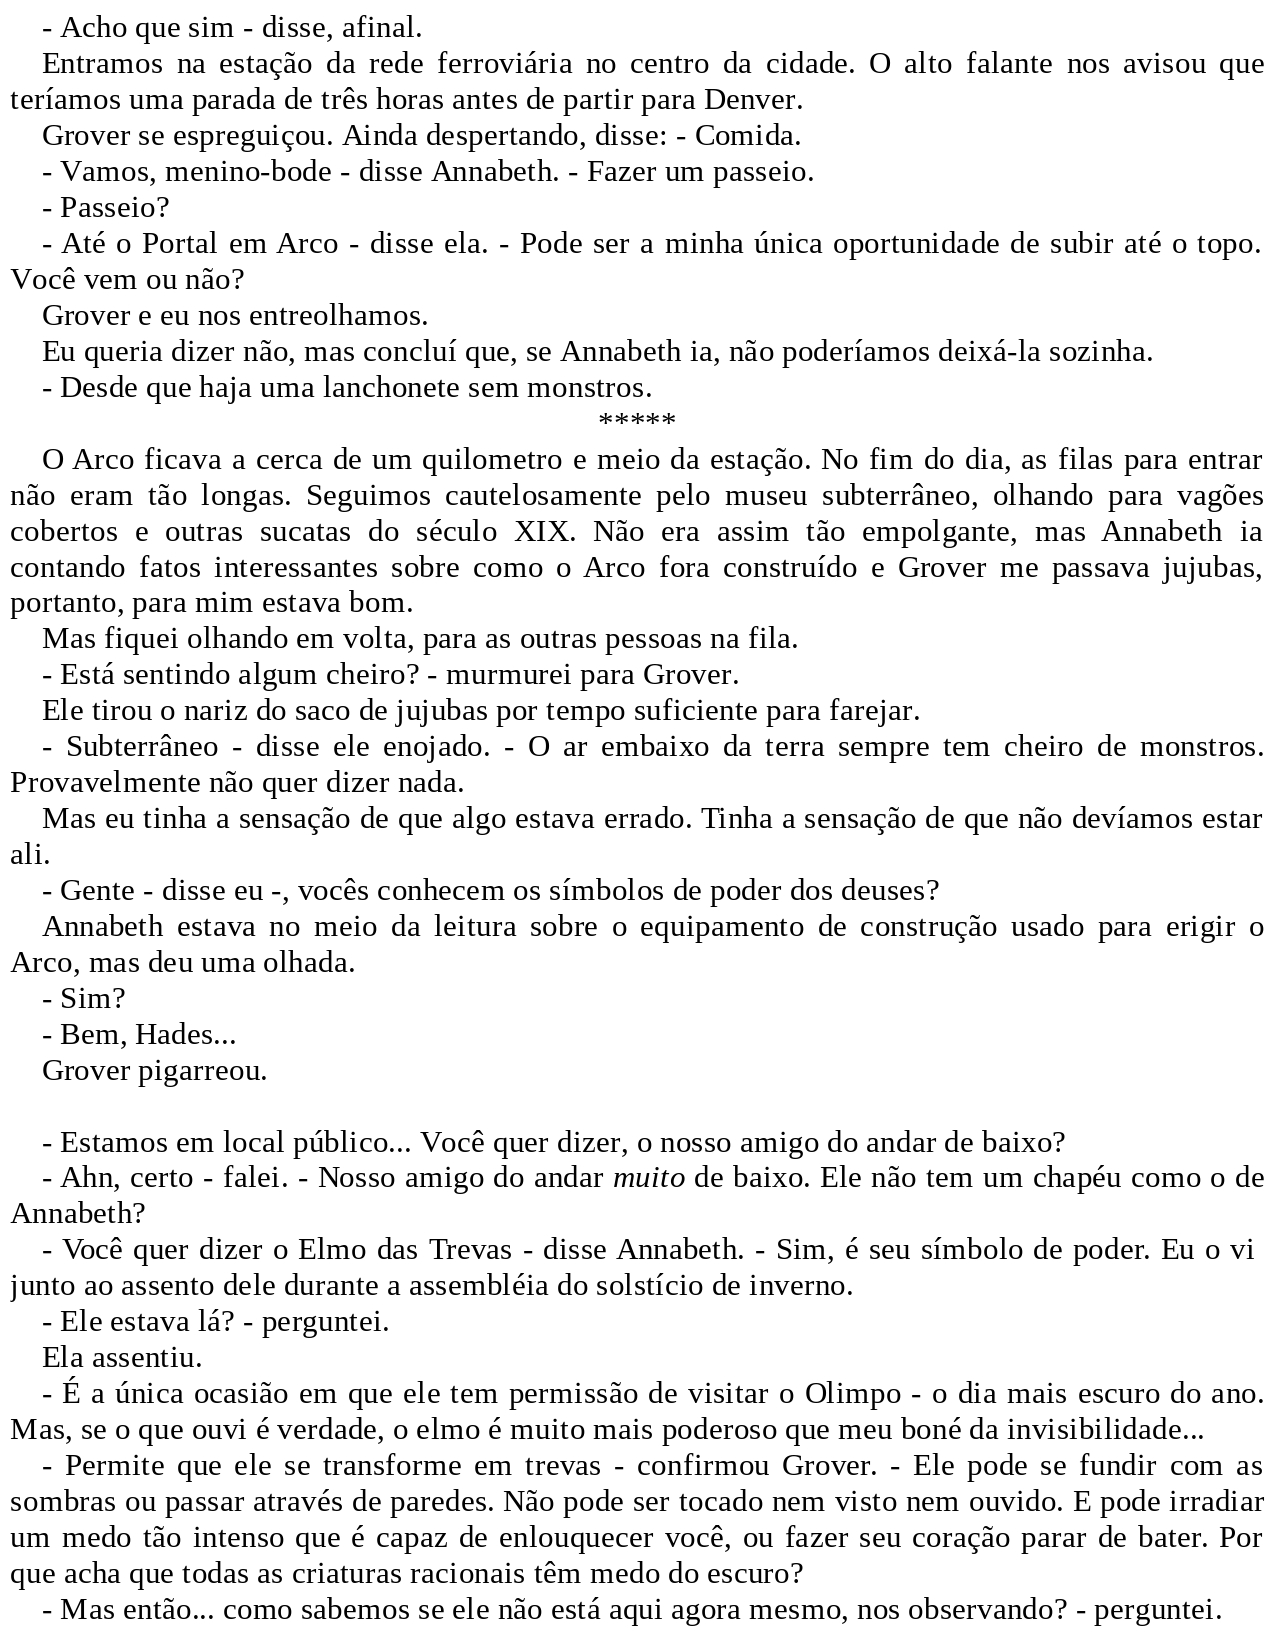 - Acho que sim - disse, afinal.
Entramos na estação da rede ferroviária no centro da cidade. O alto falante nos avisou que
teríamos uma parada de três horas antes de partir para Denver.
Grover se espreguiçou. Ainda despertando, disse: - Comida.
- Vamos, menino-bode - disse Annabeth. - Fazer um passeio.
- Passeio?
- Até o Portal em Arco - disse ela. - Pode ser a minha única oportunidade de subir até o topo.
Você vem ou não?
Grover e eu nos entreolhamos.
Eu queria dizer não, mas concluí que, se Annabeth ia, não poderíamos deixá-la sozinha.
- Desde que haja uma lanchonete sem monstros.
*****
O Arco ficava a cerca de um quilometro e meio da estação. No fim do dia, as filas para entrar
não eram tão longas. Seguimos cautelosamente pelo museu subterrâneo, olhando para vagões
cobertos e outras sucatas do século XIX. Não era assim tão empolgante, mas Annabeth ia
contando fatos interessantes sobre como o Arco fora construído e Grover me passava jujubas,
portanto, para mim estava bom.
Mas fiquei olhando em volta, para as outras pessoas na fila.
- Está sentindo algum cheiro? - murmurei para Grover.
Ele tirou o nariz do saco de jujubas por tempo suficiente para farejar.
- Subterrâneo - disse ele enojado. - O ar embaixo da terra sempre tem cheiro de monstros.
Provavelmente não quer dizer nada.
Mas eu tinha a sensação de que algo estava errado. Tinha a sensação de que não devíamos estar
ali.
- Gente - disse eu -, vocês conhecem os símbolos de poder dos deuses?
Annabeth estava no meio da leitura sobre o equipamento de construção usado para erigir o
Arco, mas deu uma olhada.
- Sim?
- Bem, Hades...
Grover pigarreou.
- Estamos em local público... Você quer dizer, o nosso amigo do andar de baixo?
- Ahn, certo - falei. - Nosso amigo do andar muito de baixo. Ele não tem um chapéu como o de
Annabeth?
- Você quer dizer o Elmo das Trevas - disse Annabeth. - Sim, é seu símbolo de poder. Eu o vi
junto ao assento dele durante a assembléia do solstício de inverno.
- Ele estava lá? - perguntei.
Ela assentiu.
- É a única ocasião em que ele tem permissão de visitar o Olimpo - o dia mais escuro do ano.
Mas, se o que ouvi é verdade, o elmo é muito mais poderoso que meu boné da invisibilidade...
- Permite que ele se transforme em trevas - confirmou Grover. - Ele pode se fundir com as
sombras ou passar através de paredes. Não pode ser tocado nem visto nem ouvido. E pode irradiar
um medo tão intenso que é capaz de enlouquecer você, ou fazer seu coração parar de bater. Por
que acha que todas as criaturas racionais têm medo do escuro?
- Mas então... como sabemos se ele não está aqui agora mesmo, nos observando? - perguntei.